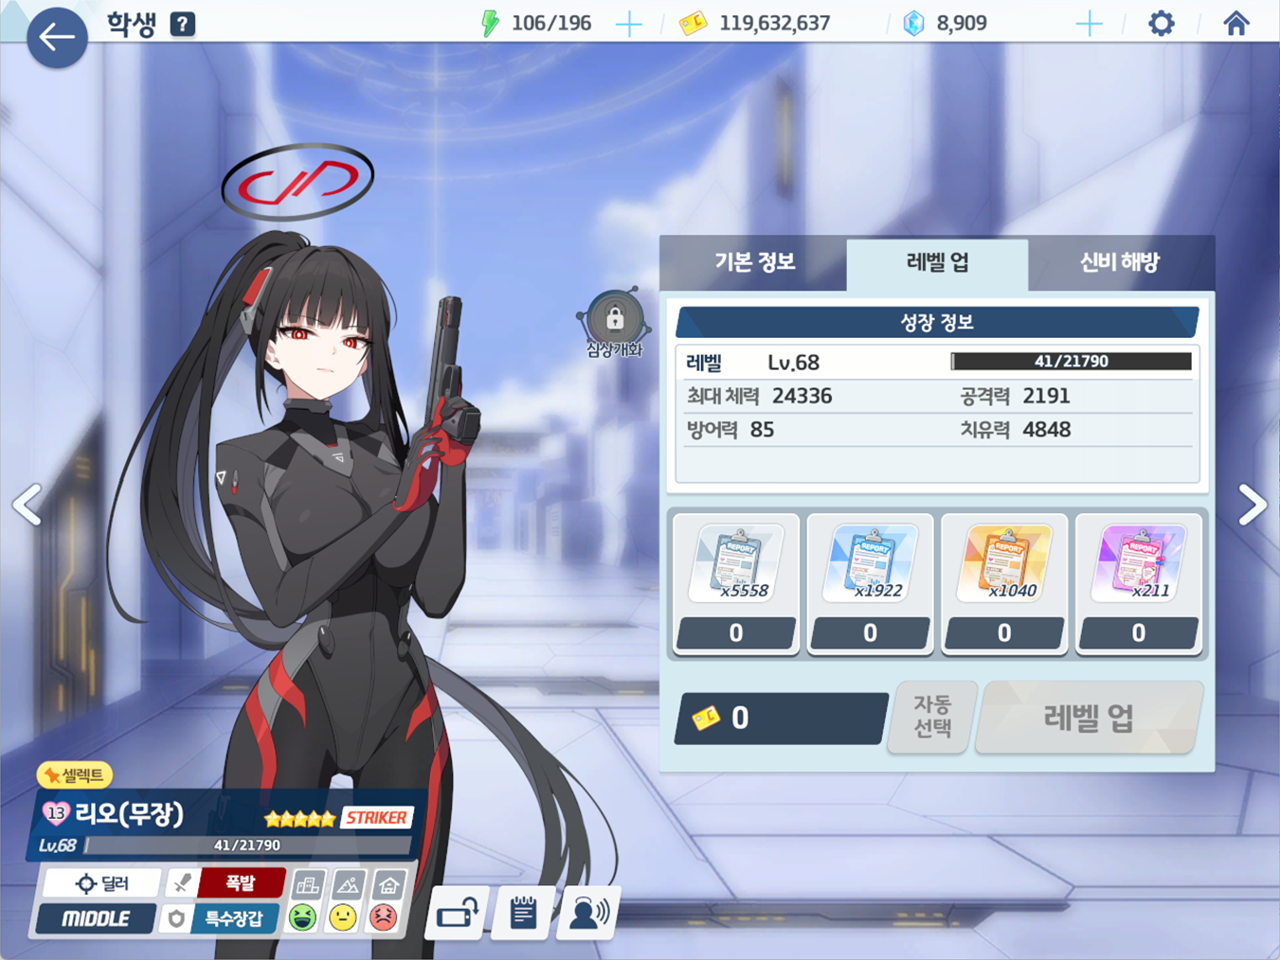 학생 ?
106/196
119,632,637
8,909
기본 정보
레벨 업
신비 해방
성장 정보
레벨 Lv.68 41/21790
최대 체력 24336 공격력 2191
방어력 85 치유력 4848
심상개화
REPORT x5558
REPORT x1922
REPORT x1040
REPORT x211
0
0
0
0
0
자동
선택
레벨 업
셀렉트
13 리오(무장)
STRIKER
Lv.68 41/21790
딜러
폭발
MIDDLE
특수장갑